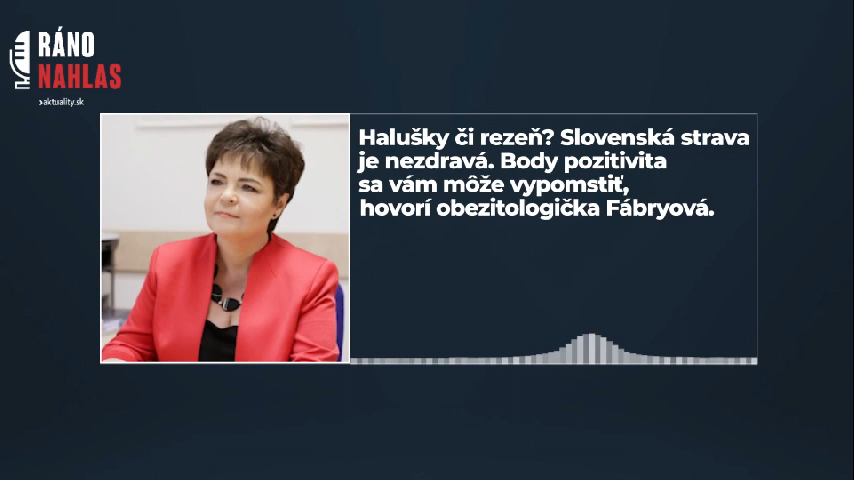 RÁNO
NAHLAS
aktuality.sk
Halušky či rezeň? Slovenská strava
je nezdravá. Body pozitivita
sa vám môže vypomstiť,
hovorí obezitologička Fábryová.